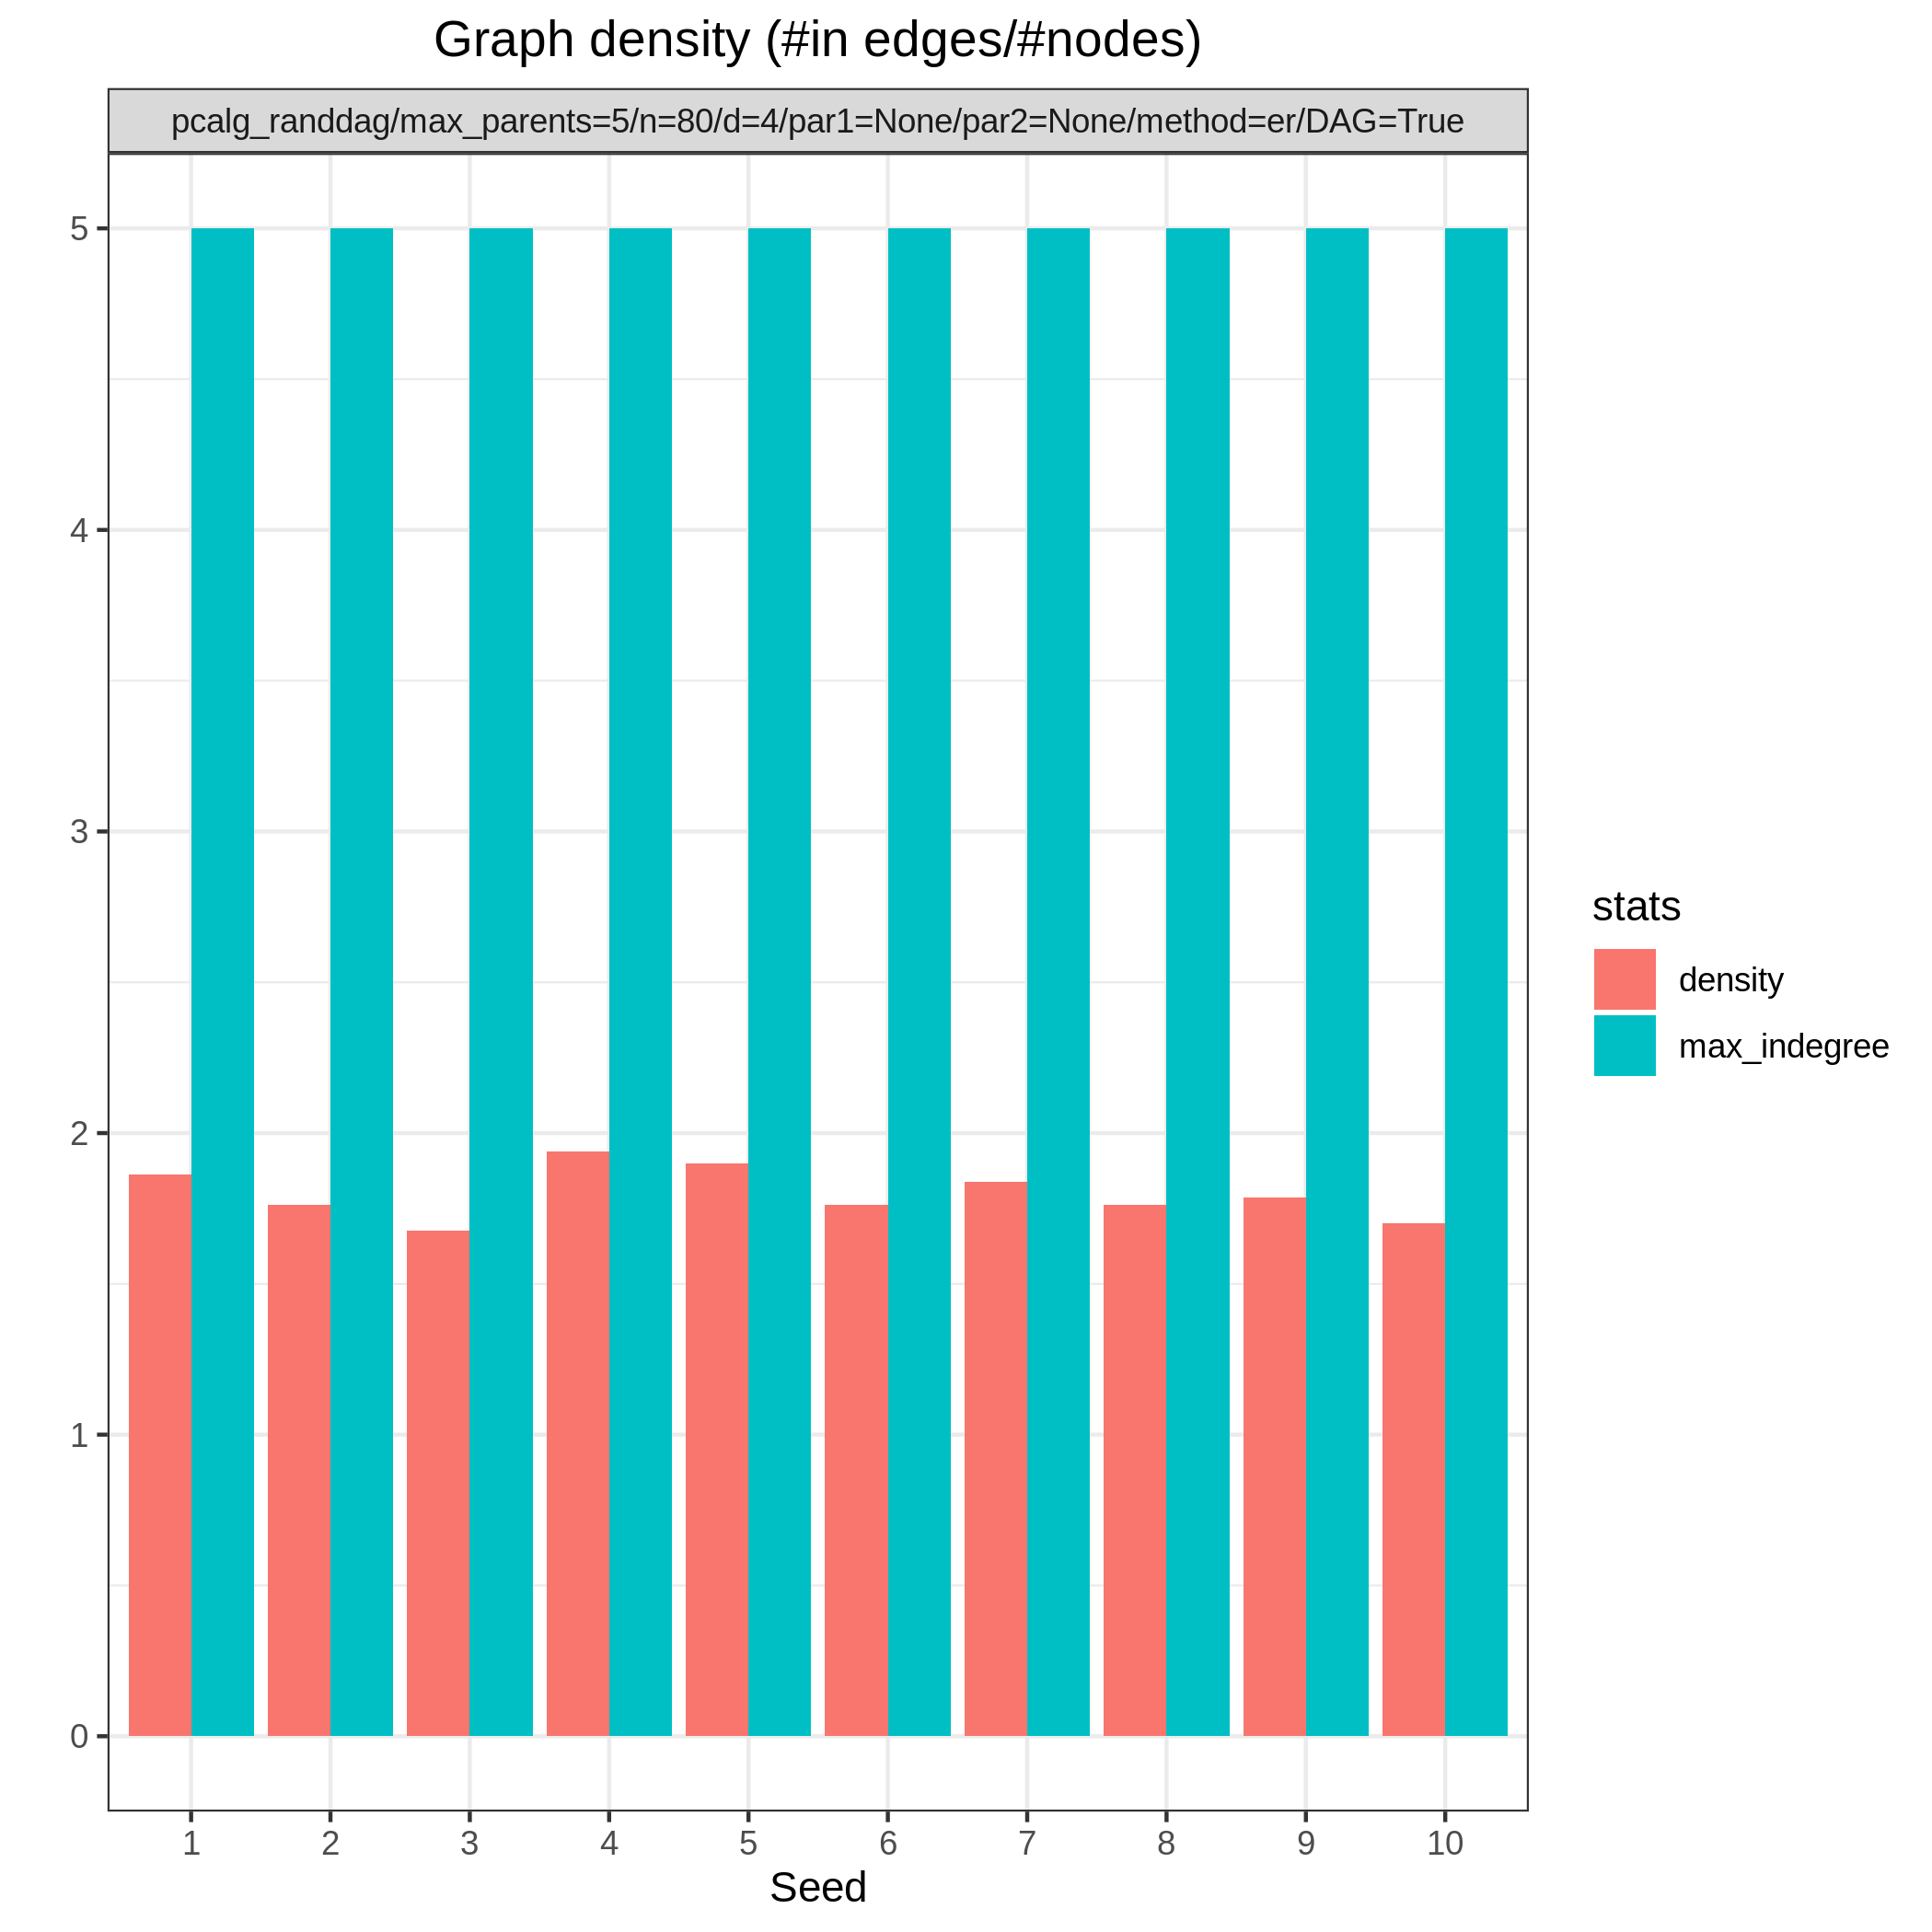 Graph density (#in edges/#nodes)
pcalg_randdag/max_parents=5/n=80/d=4/par1=None/par2=None/method=er/DAG=True
5
4
3
2
1
0
1 2 3 4 5 6 7 8 9 10
Seed
stats
density
max_indegree